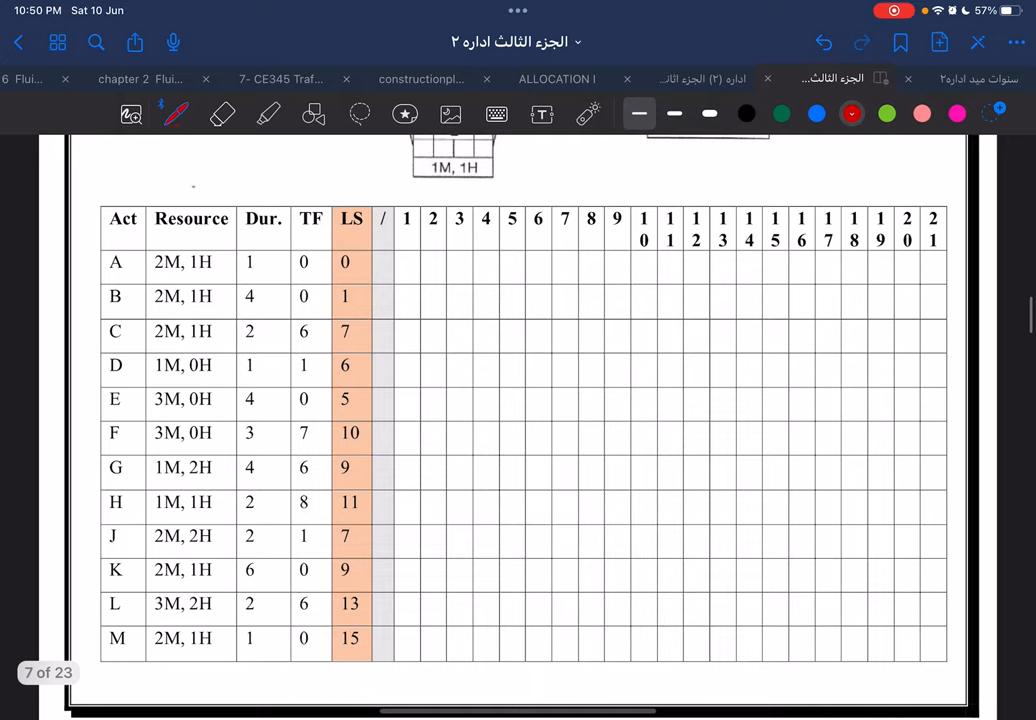 10:50 PM Sat 10 Jun
57%
الجزء الثالث اداره ٢
6 Flui...
chapter 2 Flui...
7- CE345 Traf...
constructionpl...
ALLOCATION I
اداره (٢) الجزء الثانـ...
الجزء الثالث...
سنوات ميد اداره٢
1M, 1H
Act Resource Dur. TF LS / 1 2 3 4 5 6 7 8 9 10 11 12 13 14 15 16 17 18 19 20 21
A 2M, 1H 1 0 0
B 2M, 1H 4 0 1
C 2M, 1H 2 6 7
D 1M, 0H 1 1 6
E 3M, 0H 4 0 5
F 3M, 0H 3 7 10
G 1M, 2H 4 6 9
H 1M, 1H 2 8 11
J 2M, 2H 2 1 7
K 2M, 1H 6 0 9
L 3M, 2H 2 6 13
M 2M, 1H 1 0 15
7 of 23